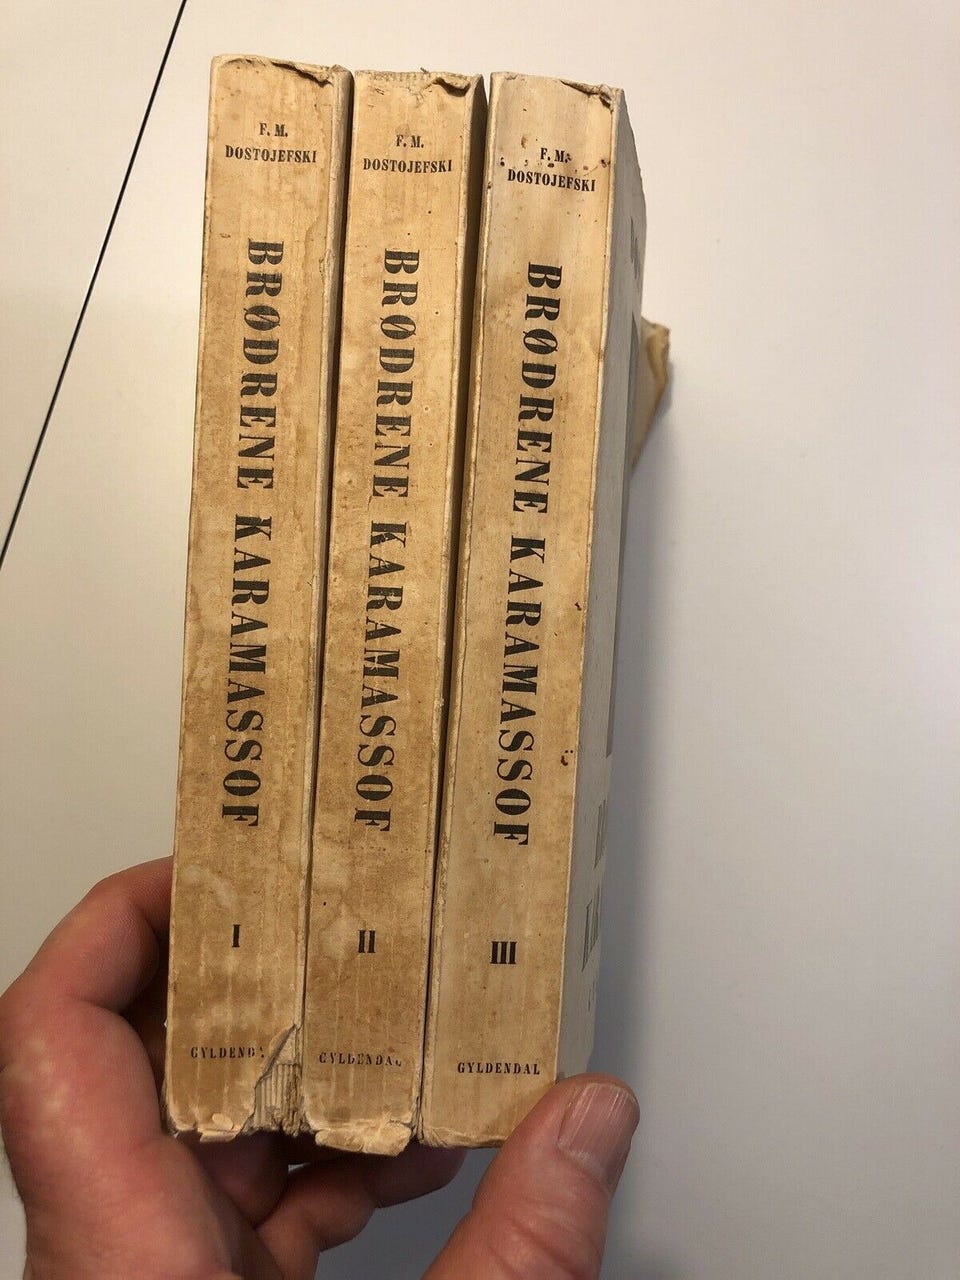 F. M.
DOSTOJEFSKI
BRØDRENE KARAMASSOF
I
GYLDENDAL
F. M.
DOSTOJEFSKI
BRØDRENE KARAMASSOF
II
GYLDENDAL
F. M.
DOSTOJEFSKI
BRØDRENE KARAMASSOF
III
GYLDENDAL